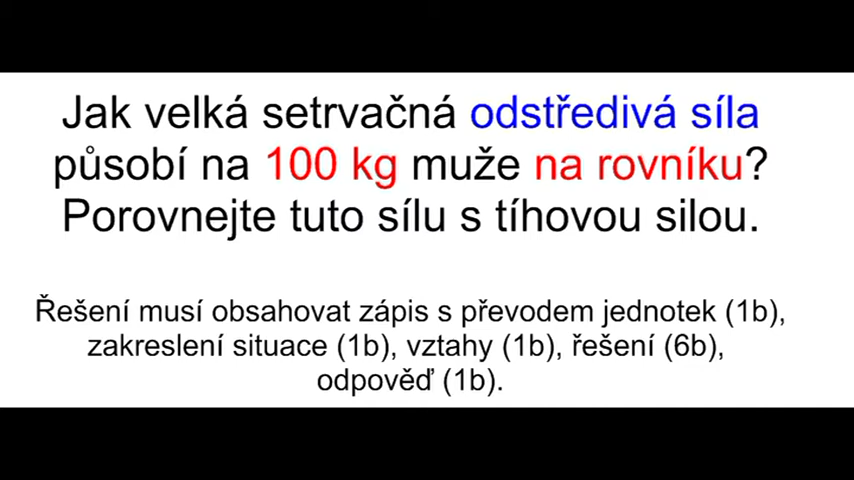 Jak velká setrvačná odstředivá síla
působí na 100 kg muže na rovníku?
Porovnejte tuto sílu s tíhovou silou.
Řešení musí obsahovat zápis s převodem jednotek (1b),
zakreslení situace (1b), vztahy (1b), řešení (6b),
odpověď (1b).